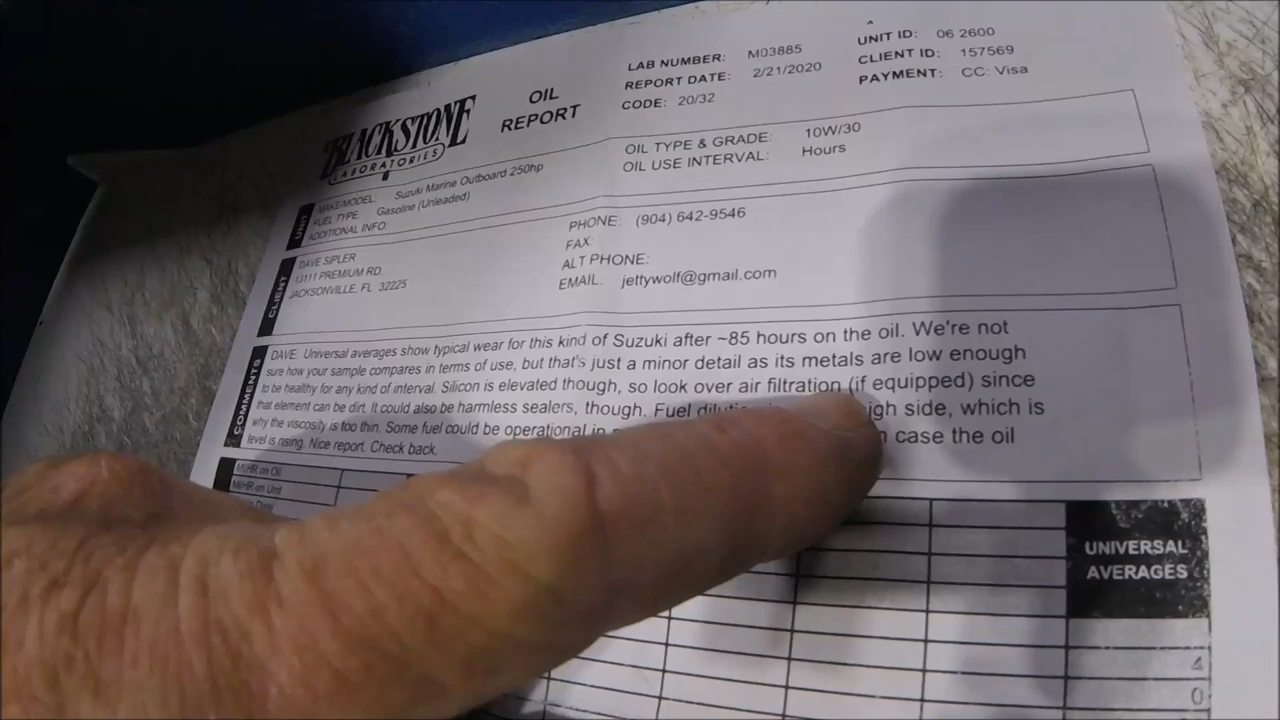 BLACKSTONE
LABORATORIES
OIL
REPORT
LAB NUMBER: M03885
REPORT DATE: 2/21/2020
CODE: 20/32
UNIT ID: 06 2600
CLIENT ID: 157569
PAYMENT: CC: Visa
UNIT
MAKE/MODEL: Suzuki Marine Outboard 250hp
FUEL TYPE: Gasoline (Unleaded)
ADDITIONAL INFO:
OIL TYPE & GRADE: 10W/30
OIL USE INTERVAL: Hours
CLIENT
DAVE SIPLER
13111 PREMIUM RD.
JACKSONVILLE, FL 32225
PHONE: (904) 642-9546
FAX:
ALT PHONE:
EMAIL: jettywolf@gmail.com
COMMENTS
DAVE: Universal averages show typical wear for this kind of Suzuki after ~85 hours on the oil. We're not
sure how your sample compares in terms of use, but that's just a minor detail as its metals are low enough
to be healthy for any kind of interval. Silicon is elevated though, so look over air filtration (if equipped) since
that element can be dirt. It could also be harmless sealers, though. Fuel side, which is
why the viscosity is too thin. Some fuel could be operational case the oil
level is rising. Nice report. Check back.
MI/HR on Oil
MI/HR on Unit
UNIVERSAL
AVERAGES
4
0